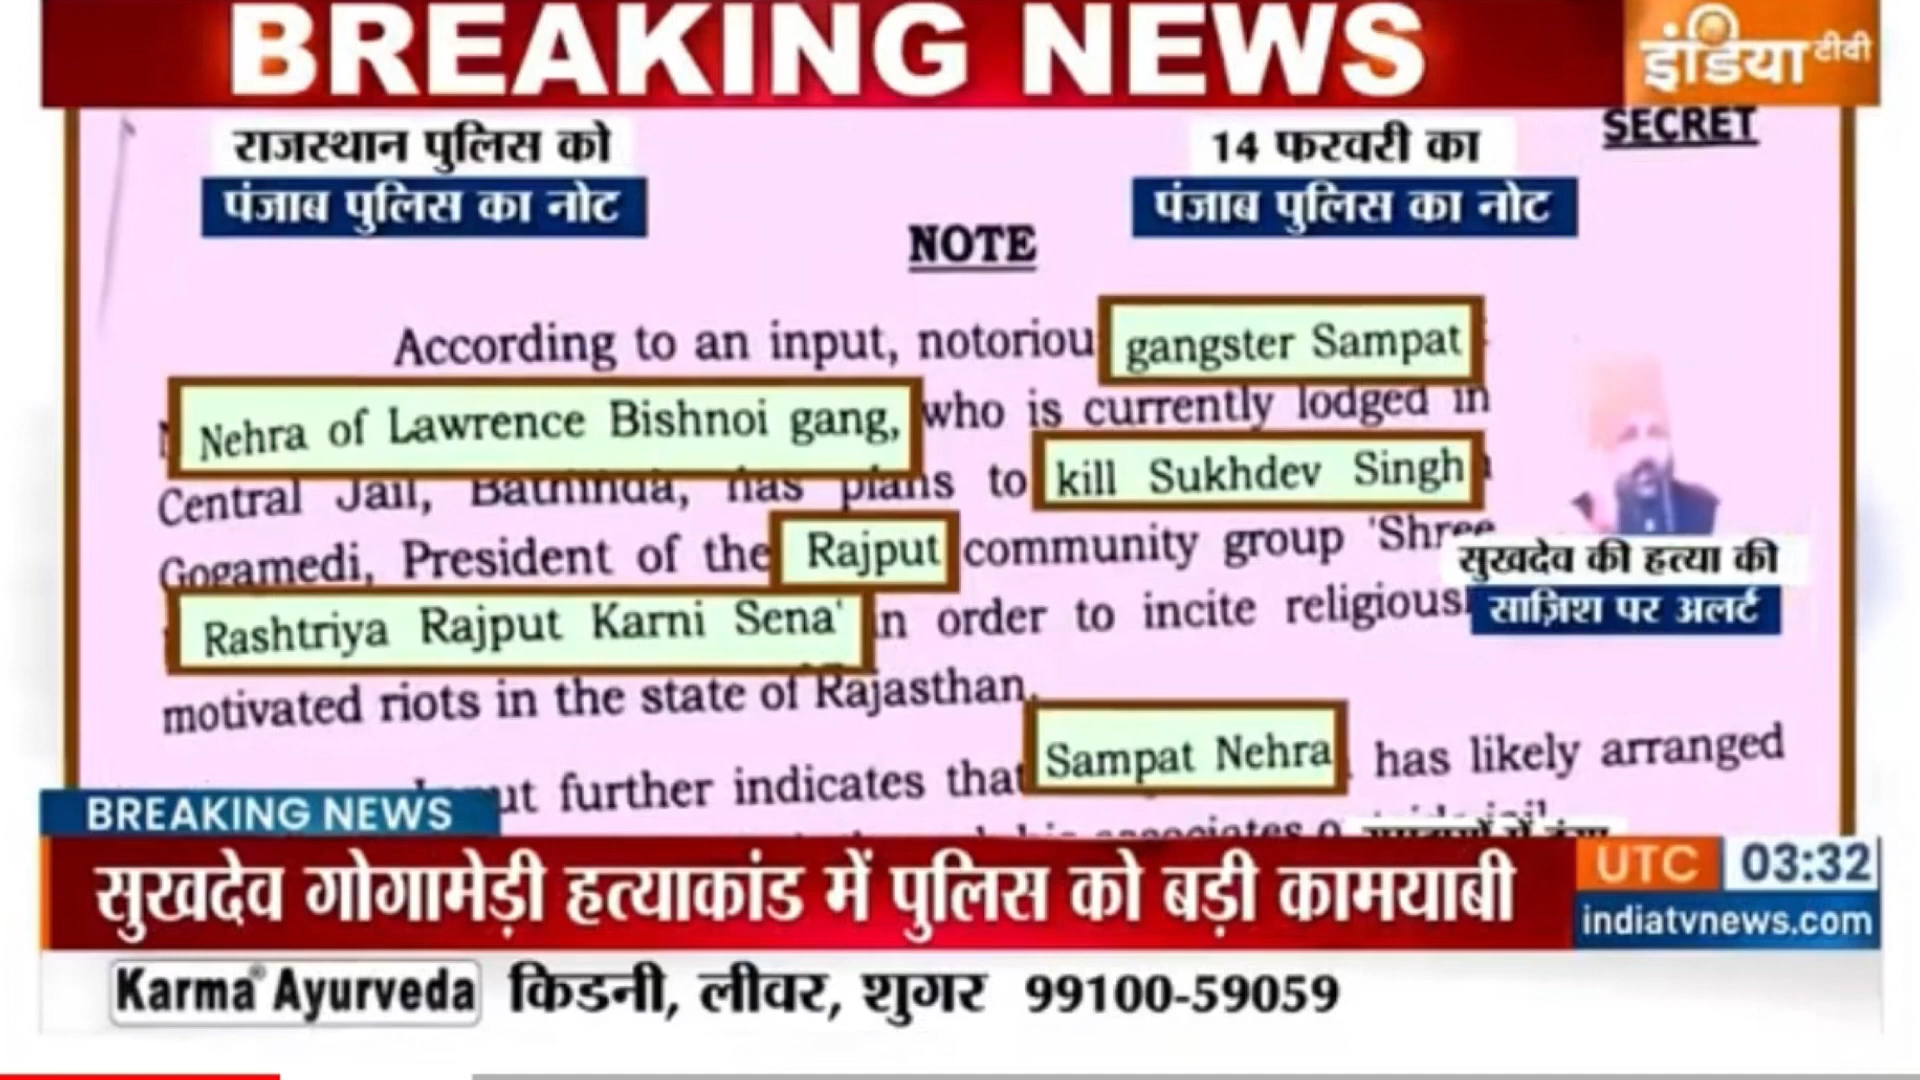 BREAKING NEWS
इंडिया टीवी
SECRET
राजस्थान पुलिस को
पंजाब पुलिस का नोट
14 फरवरी का
पंजाब पुलिस का नोट
NOTE
According to an input, notoriou gangster Sampat
Nehra of Lawrence Bishnoi gang, who is currently lodged in
Central Jail, Bathinda, has plans to kill Sukhdev Singh
Gogamedi, President of the Rajput community group 'Shree
Rashtriya Rajput Karni Sena' in order to incite religious
motivated riots in the state of Rajasthan.
further indicates that Sampat Nehra has likely arranged
associates
सुखदेव की हत्या की
साज़िश पर अलर्ट
BREAKING NEWS
सुखदेव गोगामेड़ी हत्याकांड में पुलिस को बड़ी कामयाबी
UTC 03:32
indiatvnews.com
Karma® Ayurveda किडनी, लीवर, शुगर 99100-59059